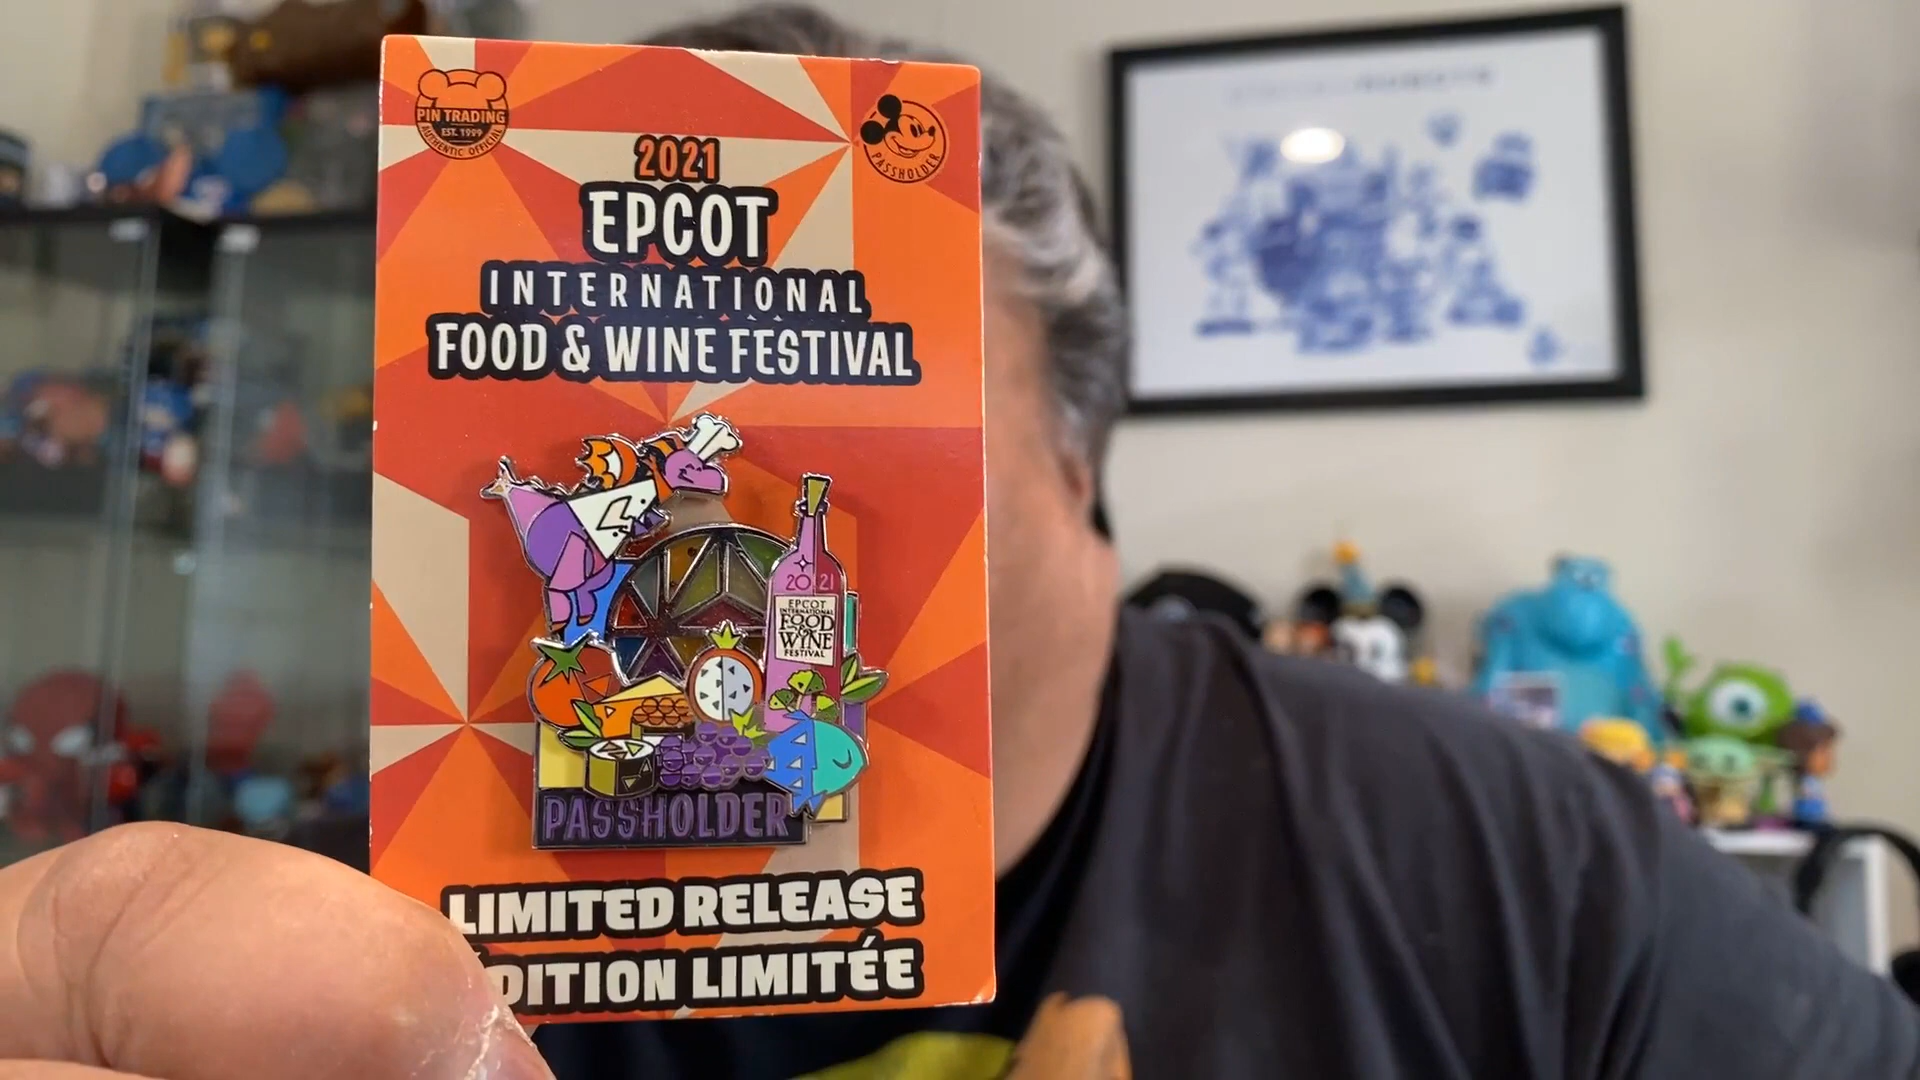 PIN TRADING
EST. 1999
AUTHENTIC OFFICIAL
PASSHOLDER
2021
EPCOT
INTERNATIONAL
FOOD & WINE FESTIVAL
2021
EPCOT
INTERNATIONAL
FOOD
& WINE
FESTIVAL
PASSHOLDER
LIMITED RELEASE
DITION LIMITÉE